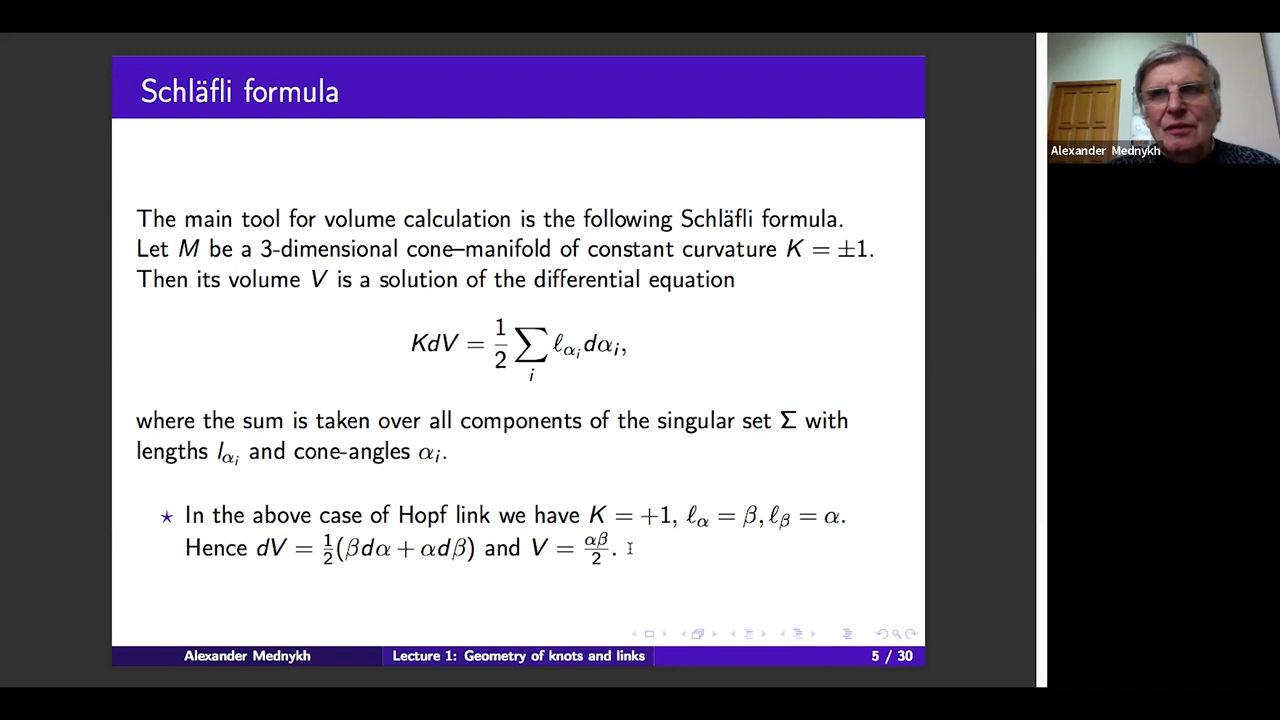 Schläfli formula
The main tool for volume calculation is the following Schläfli formula.
Let M be a 3-dimensional cone–manifold of constant curvature K = ±1.
Then its volume V is a solution of the differential equation
KdV = 1/2 ∑_i ℓ_{α_i} dα_i,
where the sum is taken over all components of the singular set Σ with
lengths l_{α_i} and cone-angles α_i.
⋆ In the above case of Hopf link we have K = +1, ℓ_α = β, ℓ_β = α.
Hence dV = 1/2(βdα + αdβ) and V = αβ/2.
Alexander Mednykh
Lecture 1: Geometry of knots and links
5 / 30
Alexander Mednykh